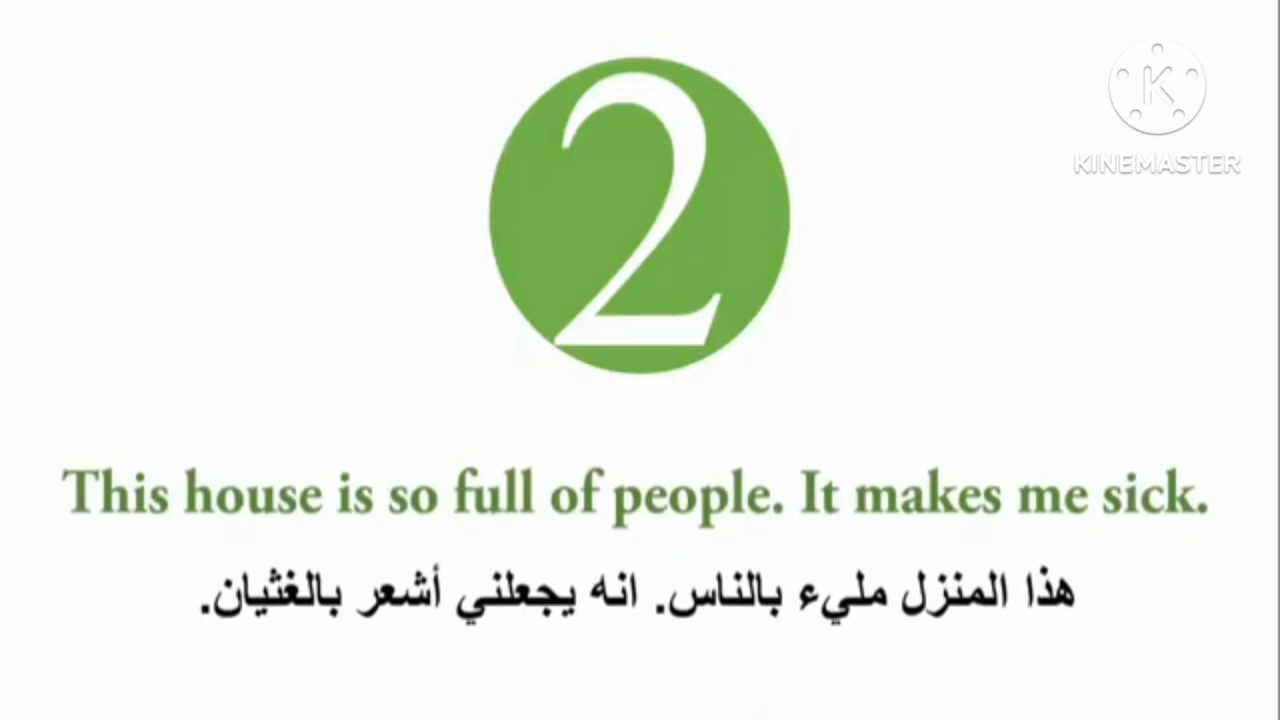 2
KINEMASTER
This house is so full of people. It makes me sick.
هذا المنزل مليء بالناس. انه يجعلني أشعر بالغثيان.